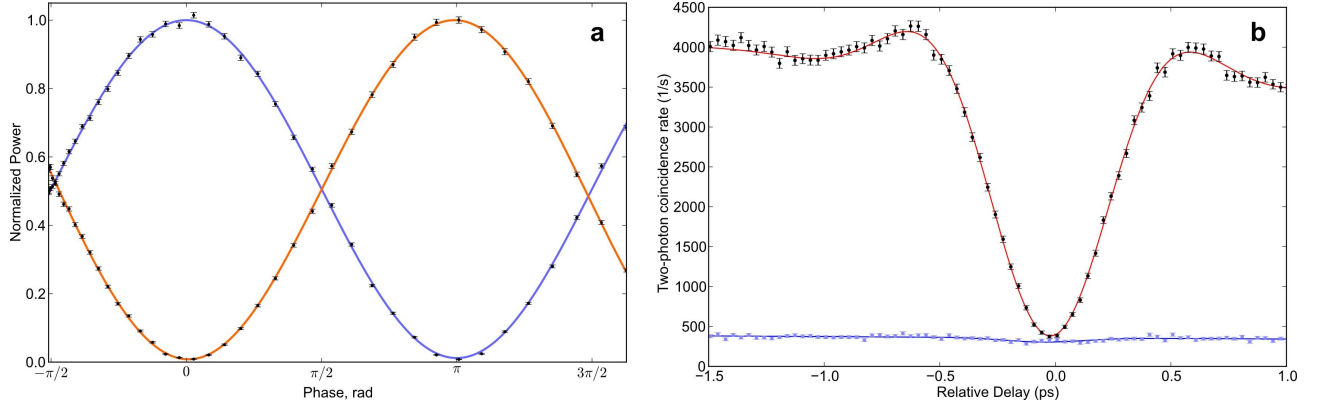 a
1.0
0.8
0.6
0.4
0.2
0.0
Normalized Power
−π/2
0
π/2
π
3π/2
Phase, rad
b
4500
4000
3500
3000
2500
2000
1500
1000
500
0
Two-photon coincidence rate (1/s)
−1.5
−1.0
−0.5
0.0
0.5
1.0
Relative Delay (ps)